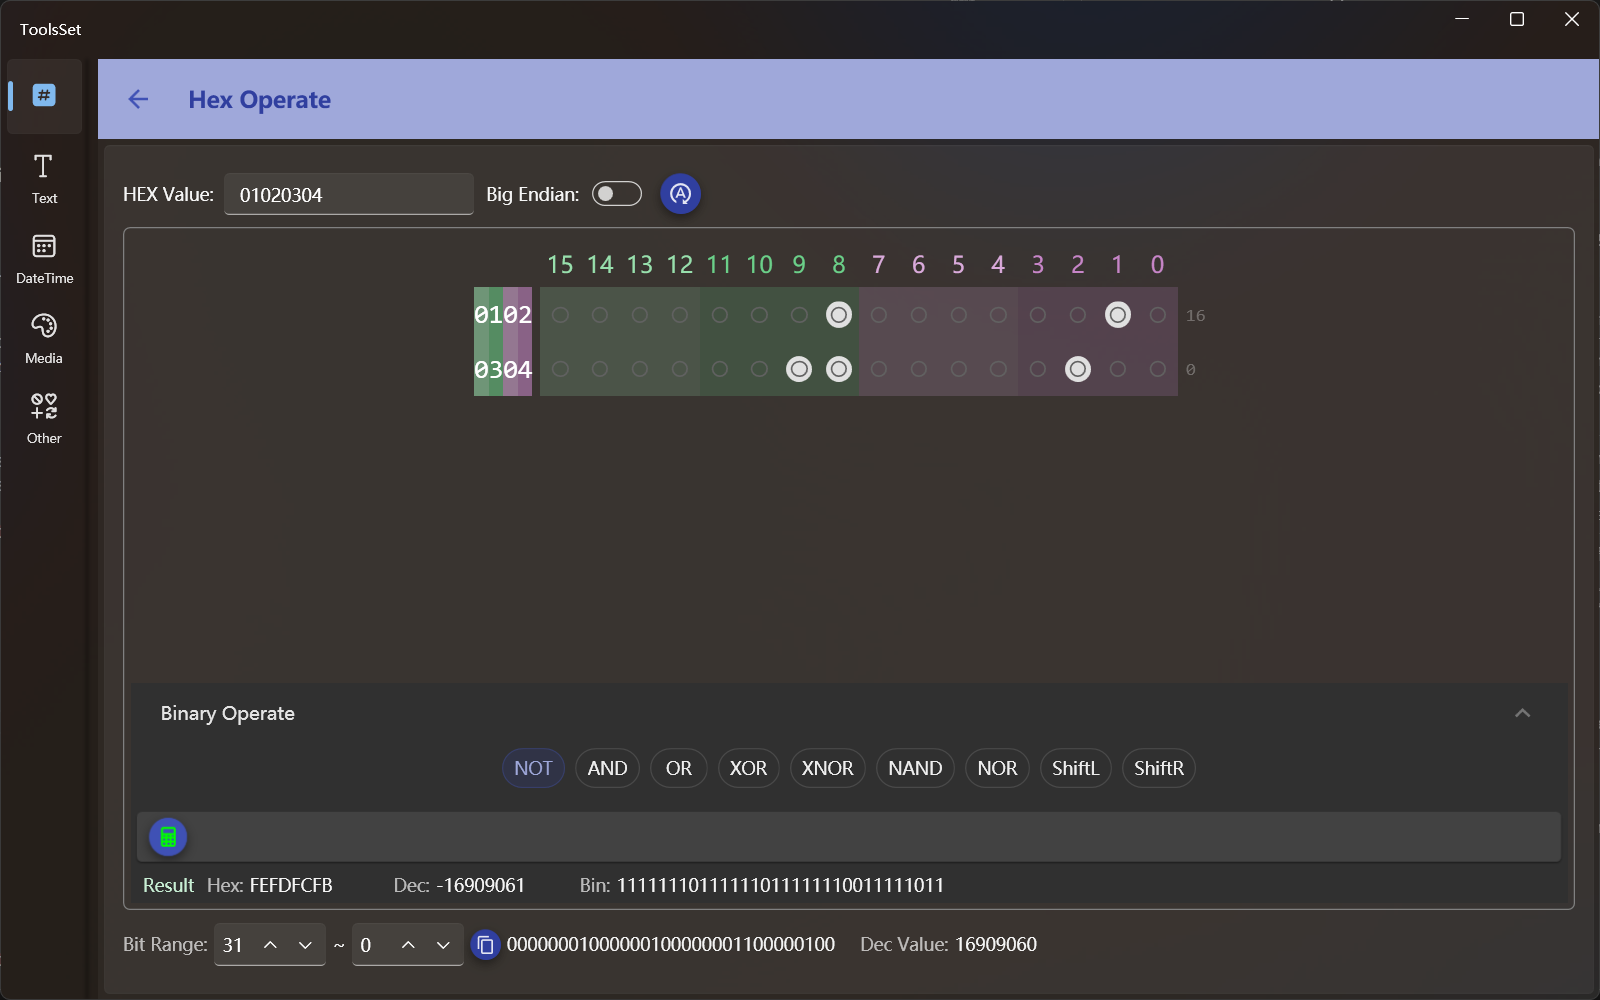 ToolsSet
Hex Operate
Text
DateTime
Media
Other
HEX Value: 01020304 Big Endian:
15 14 13 12 11 10 9 8 7 6 5 4 3 2 1 0
0102 16
0304 0
Binary Operate
NOT AND OR XOR XNOR NAND NOR ShiftL ShiftR
Result Hex: FEFDFCFB Dec: -16909061 Bin: 11111110111111011111110011111011
Bit Range: 31 ~ 0 00000001000000100000001100000100 Dec Value: 16909060